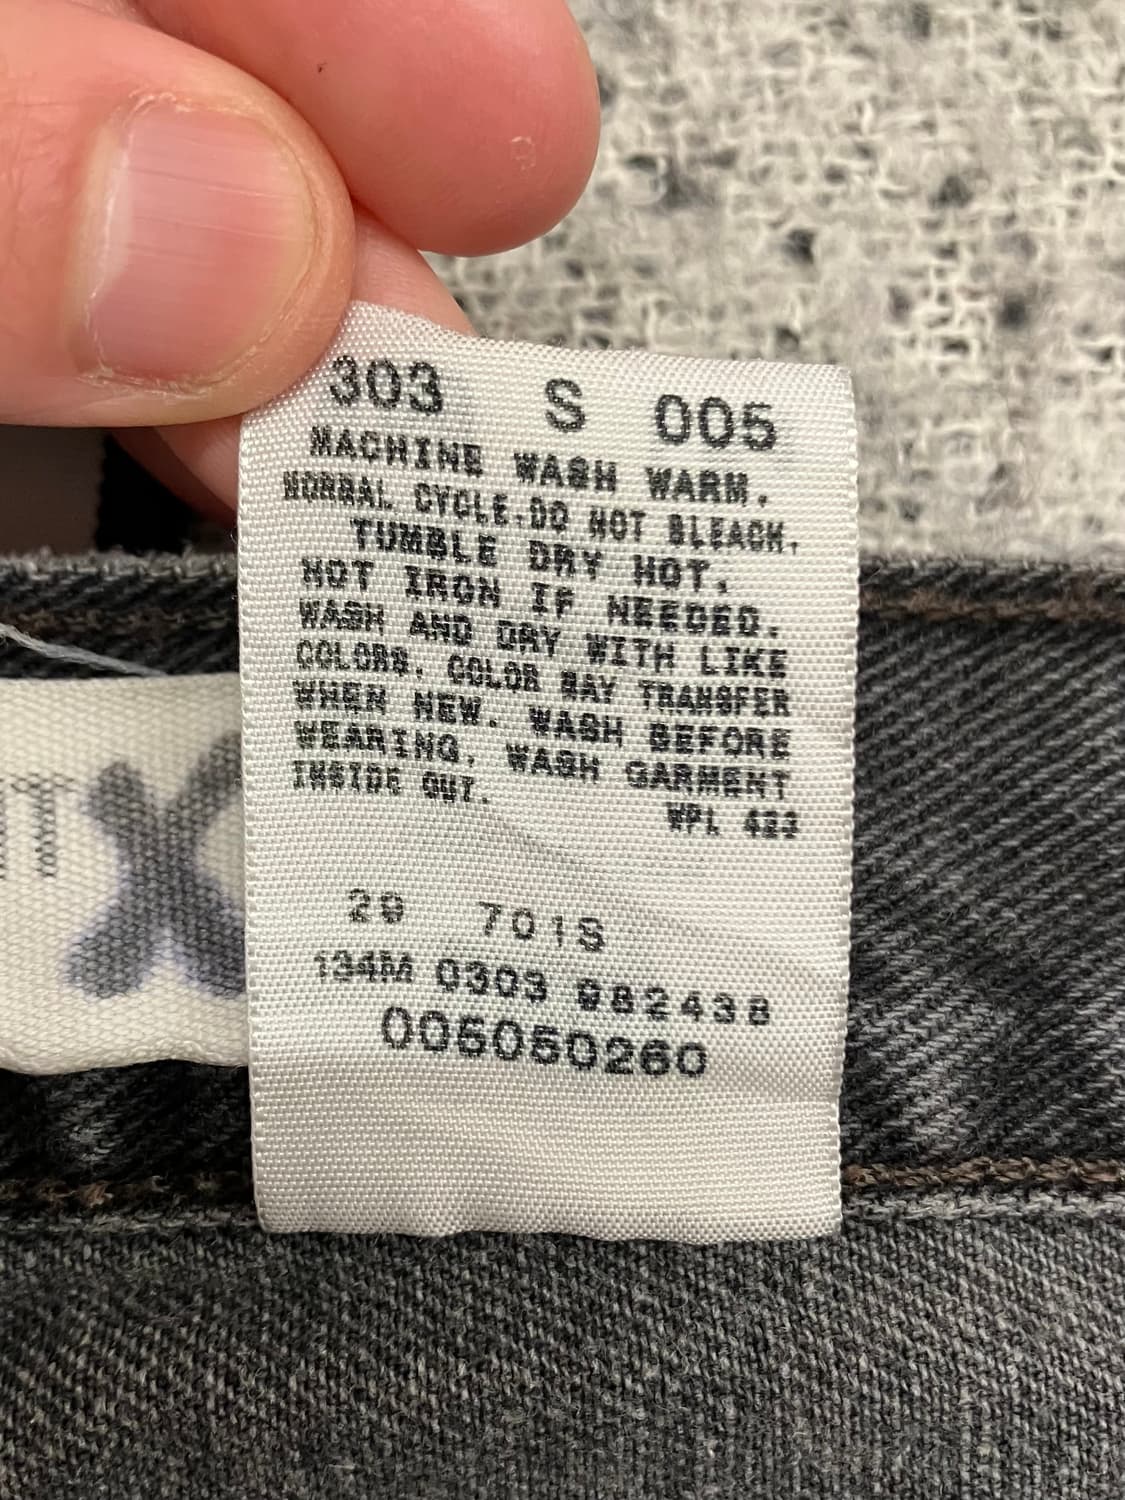 303 S 005
MACHINE WASH WARM.
NORMAL CYCLE.DO NOT BLEACH.
TUMBLE DRY HOT.
HOT IRON IF NEEDED.
WASH AND DRY WITH LIKE
COLORS. COLOR MAY TRANSFER
WHEN NEW. WASH BEFORE
WEARING. WASH GARMENT
INSIDE OUT.
WPL 423
29 701S
134M 0303 982438
005050260
X